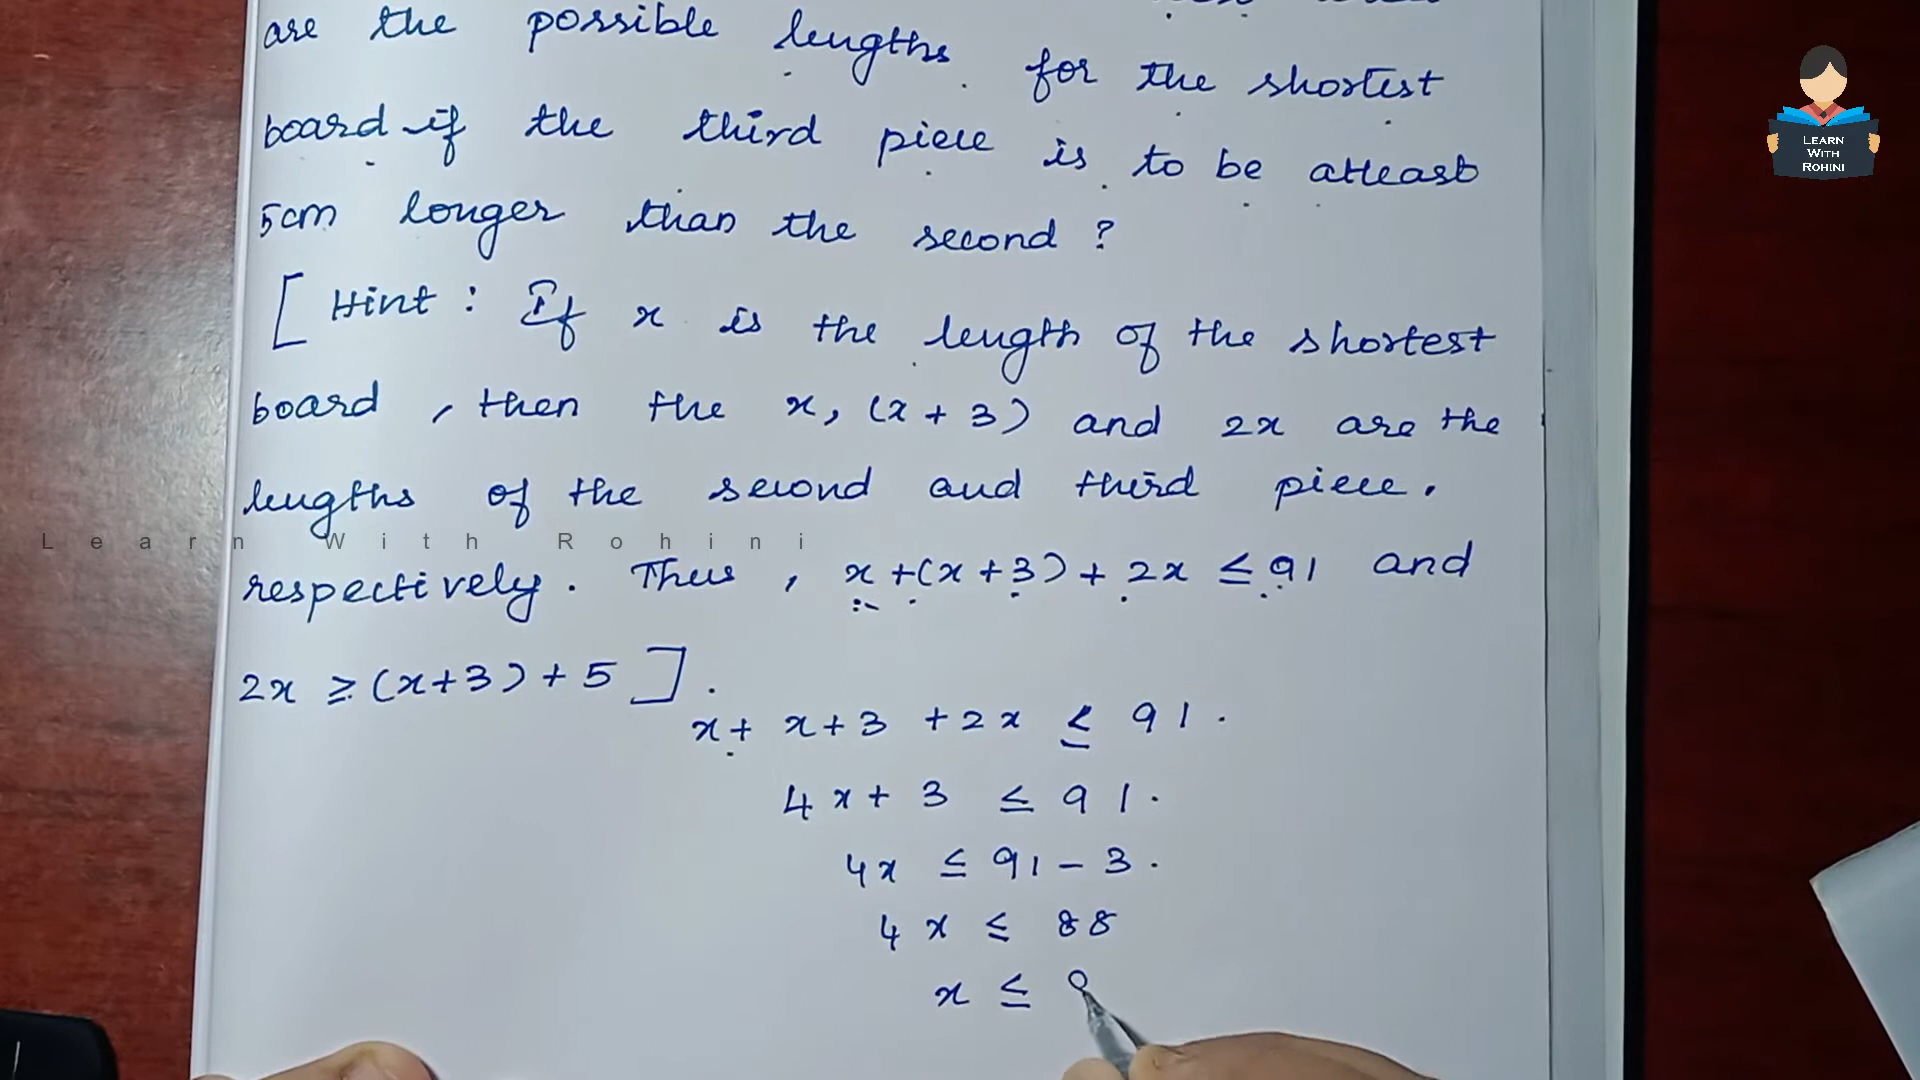 are the possible lengths for the shortest
board if the third piece is to be atleast
5cm longer than the second ?
[ Hint : If x is the length of the shortest
board , then the x, (x + 3) and 2x are the
lengths of the second and third piece.
respectively. Thus , x +(x+3)+ 2x ≤ 91 and
2x ≥ (x+3) + 5 ] .
x + x+3 +2x ≤ 91 .
4x + 3 ≤ 91 .
4x ≤ 91 - 3 .
4x ≤ 88
x ≤
LEARN
WITH
ROHINI
Learn With Rohini